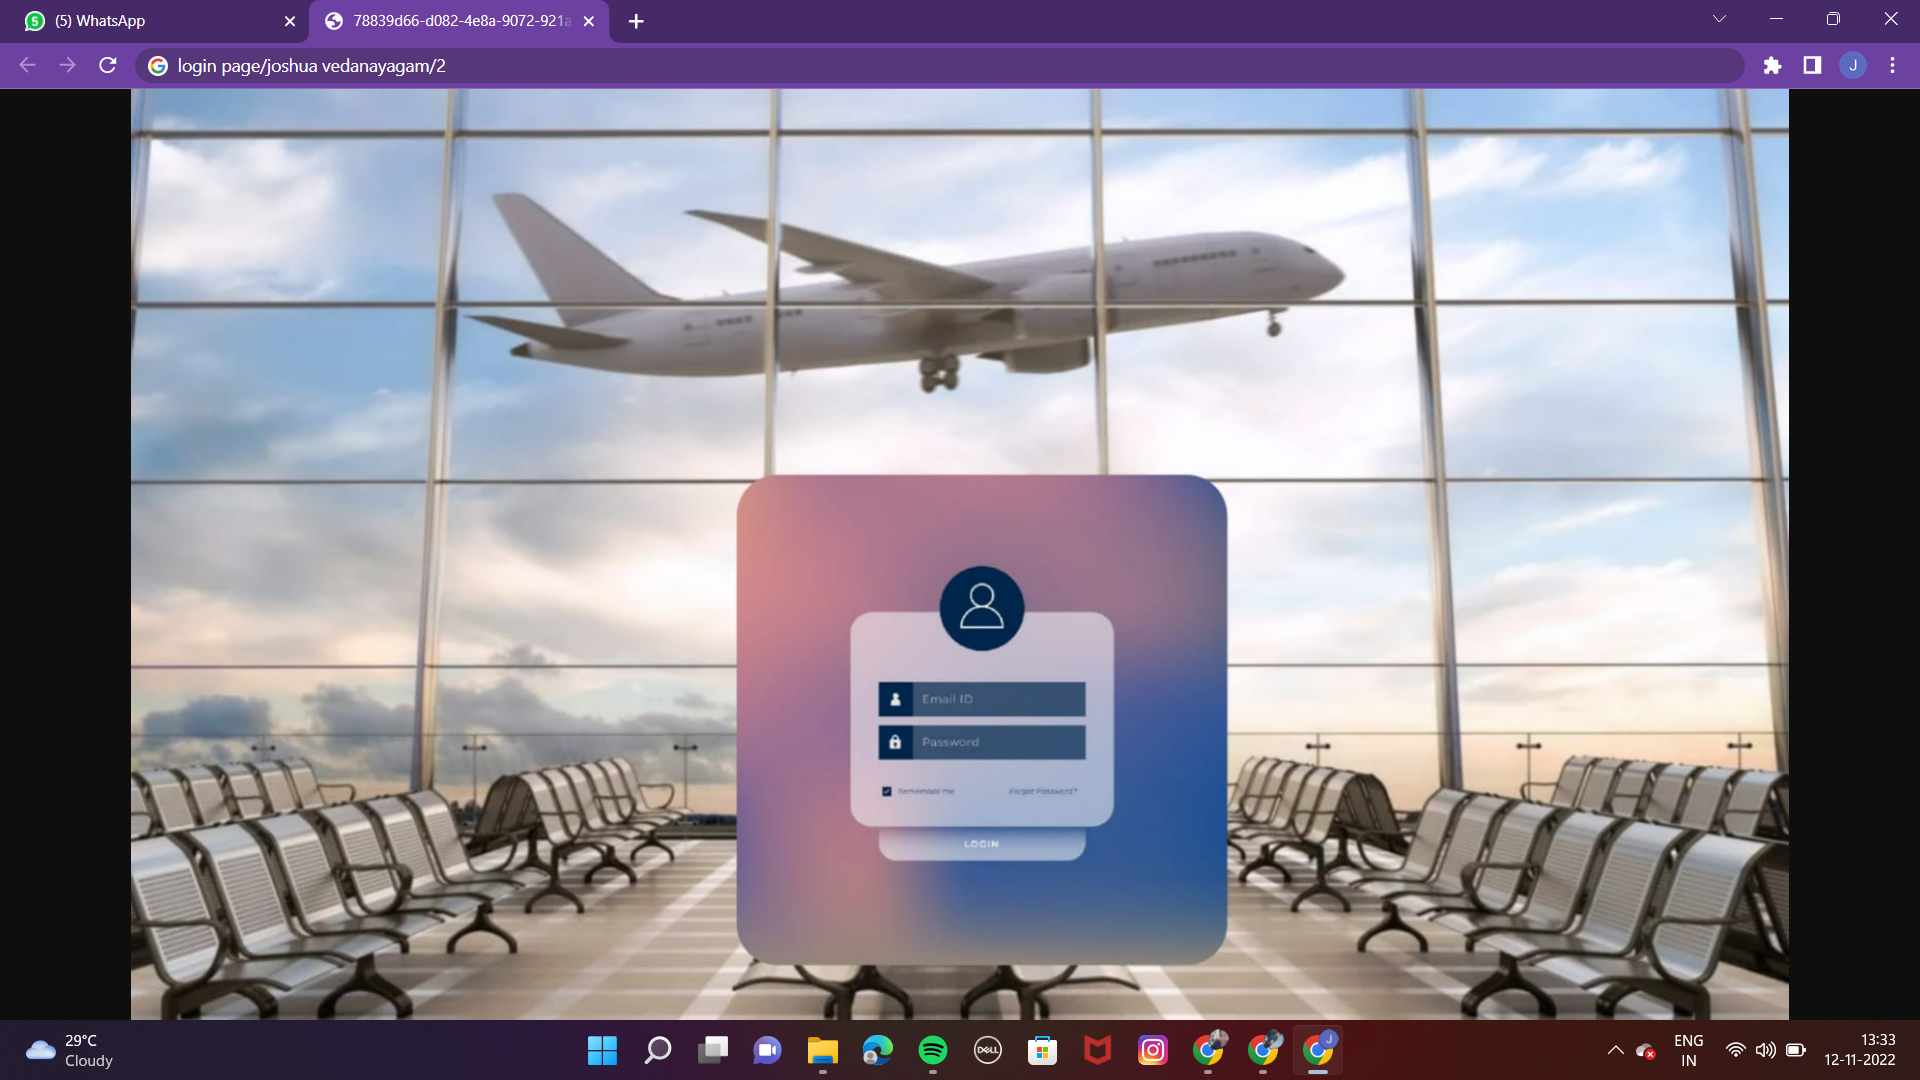 (5) WhatsApp
78839d66-d082-4e8a-9072-921a
login page/joshua vedanayagam/2
J
Email ID
Password
Remember me
Forgot Password?
LOGIN
29°C
Cloudy
DELL
J
ENG
IN
13:33
12-11-2022